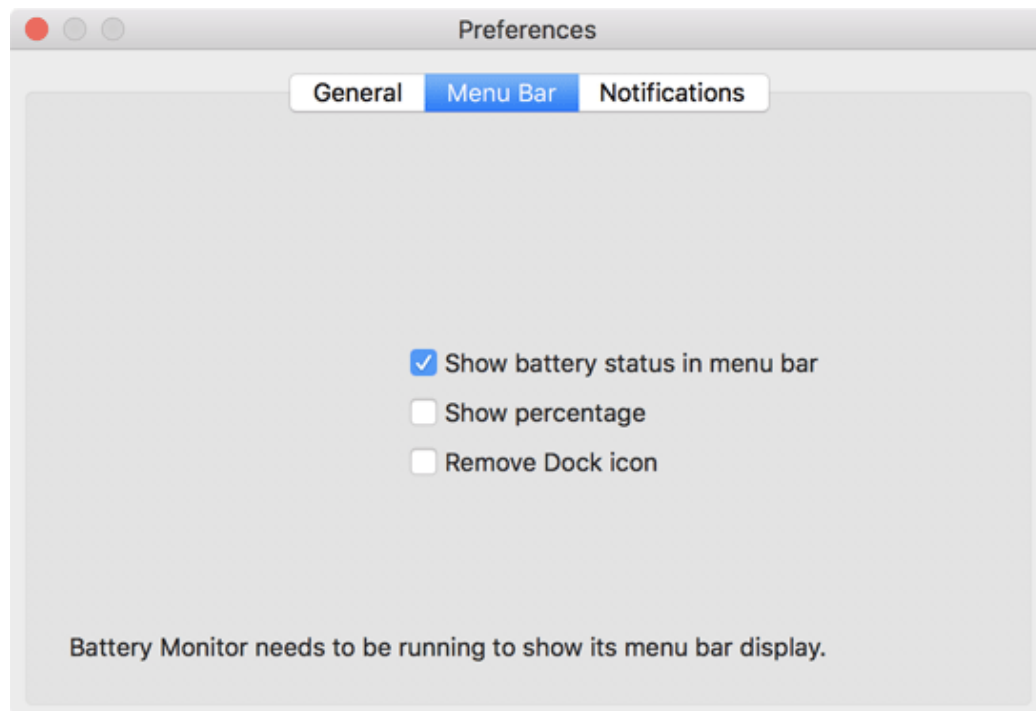 Preferences
General Menu Bar Notifications
Show battery status in menu bar
Show percentage
Remove Dock icon
Battery Monitor needs to be running to show its menu bar display.